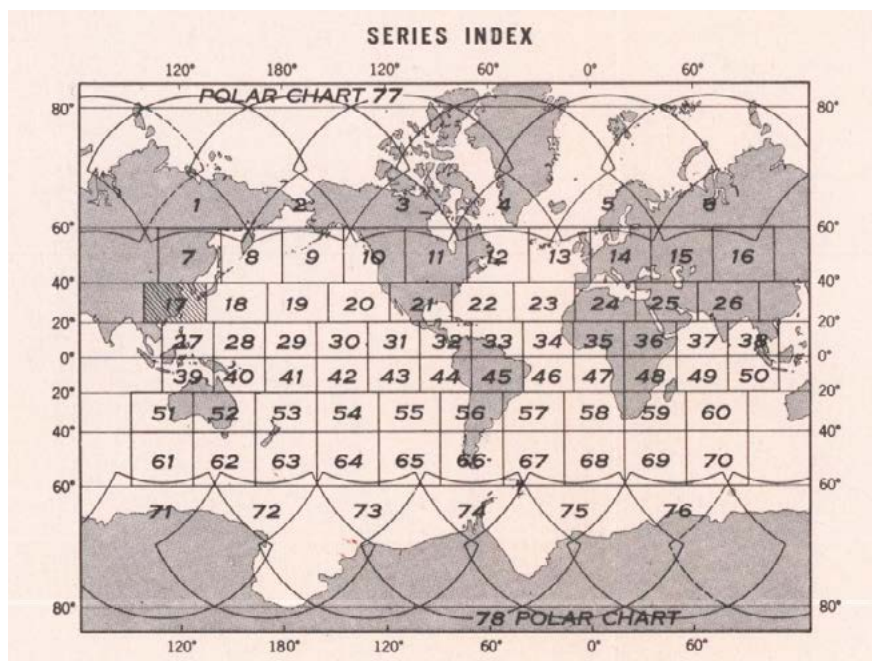 SERIES INDEX
120° 180° 120° 60° 0° 60°
POLAR CHART 77
80° 80°
1 2 3 4 5 6
60° 60°
7 8 9 10 11 12 13 14 15 16
40° 40°
17 18 19 20 21 22 23 24 25 26
20° 20°
27 28 29 30 31 32 33 34 35 36 37 38
0° 0°
39 40 41 42 43 44 45 46 47 48 49 50
20° 20°
51 52 53 54 55 56 57 58 59 60
40° 40°
61 62 63 64 65 66 67 68 69 70
60° 60°
71 72 73 74 75 76
80° 80°
78 POLAR CHART
120° 180° 120° 60° 0° 60°